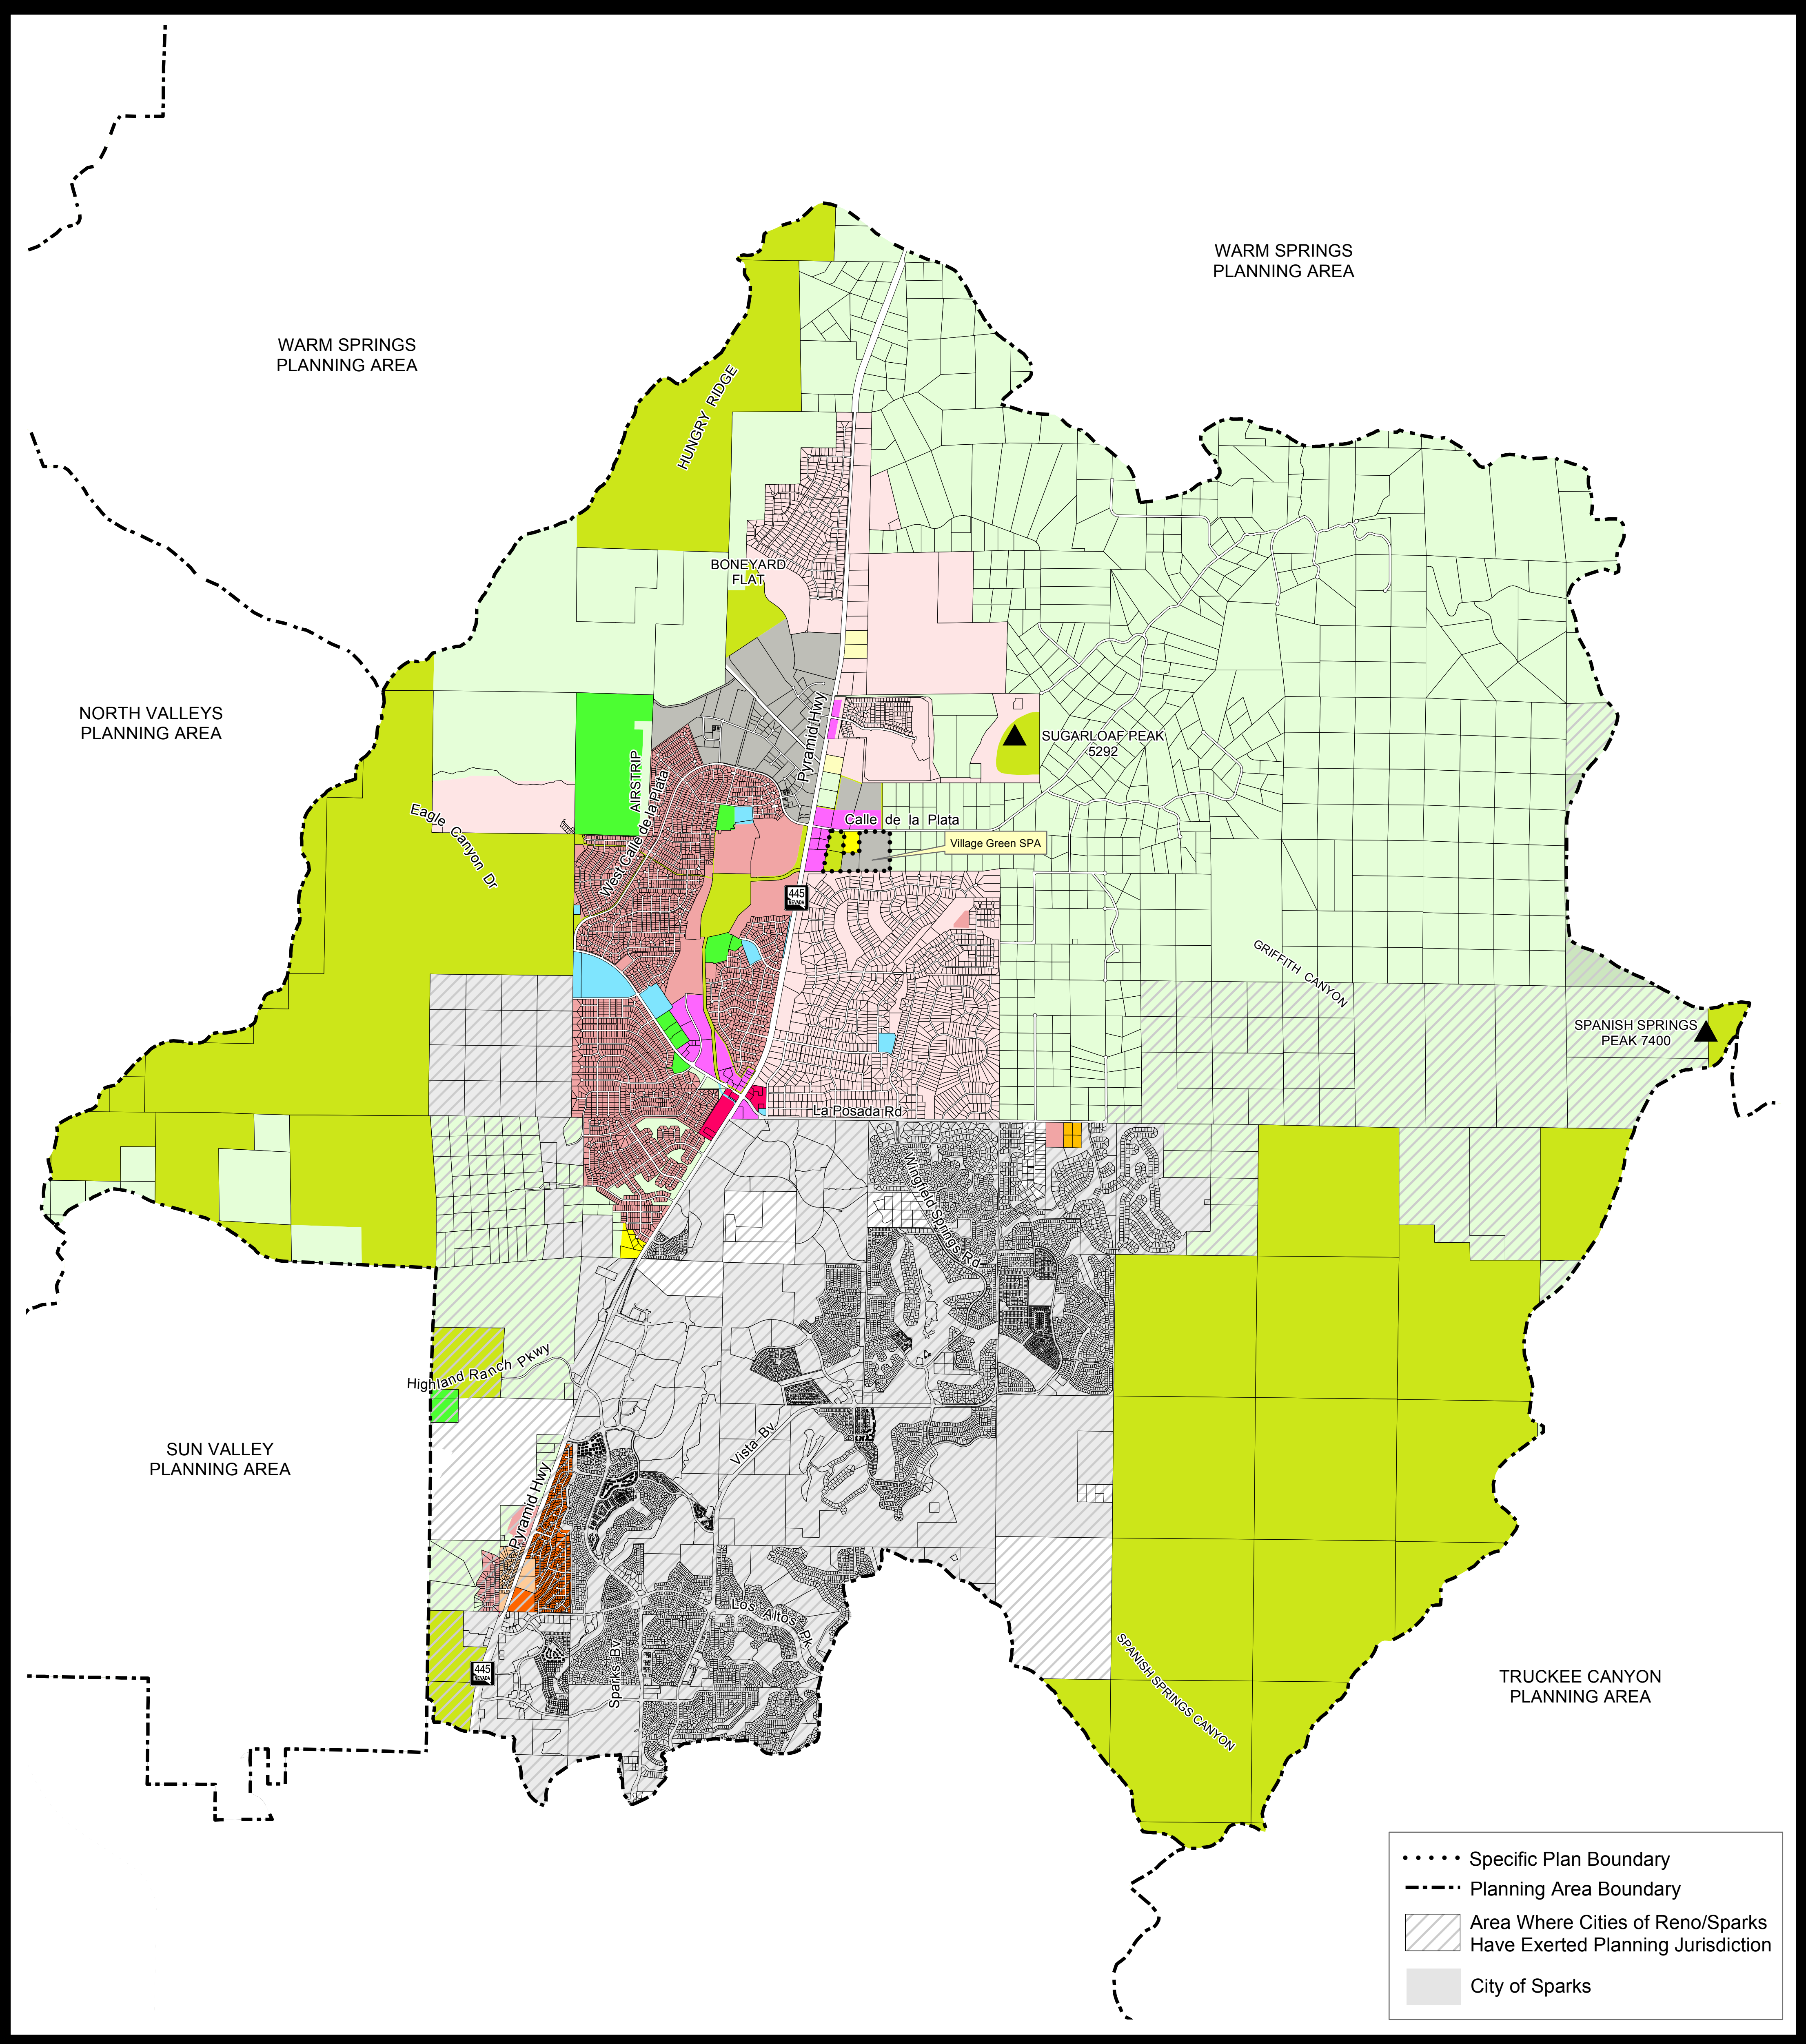 WARM SPRINGS
PLANNING AREA
WARM SPRINGS
PLANNING AREA
HUNGRY RIDGE
BONEYARD
FLAT
NORTH VALLEYS
PLANNING AREA
Pyramid Hwy
SUGARLOAF PEAK
5292
AIRSTRIP
Eagle Canyon Dr
West Calle de la Plata
Calle de la Plata
Village Green SPA
445
NEVADA
GRIFFITH CANYON
SPANISH SPRINGS
PEAK 7400
La Posada Rd
Wingfield Springs Rd
Highland Ranch Pkwy
SUN VALLEY
PLANNING AREA
Vista Bv
Pyramid Hwy
Los Altos Pk
Sparks Bv
445
NEVADA
SPANISH SPRINGS CANYON
TRUCKEE CANYON
PLANNING AREA
Specific Plan Boundary
Planning Area Boundary
Area Where Cities of Reno/Sparks
Have Exerted Planning Jurisdiction
City of Sparks